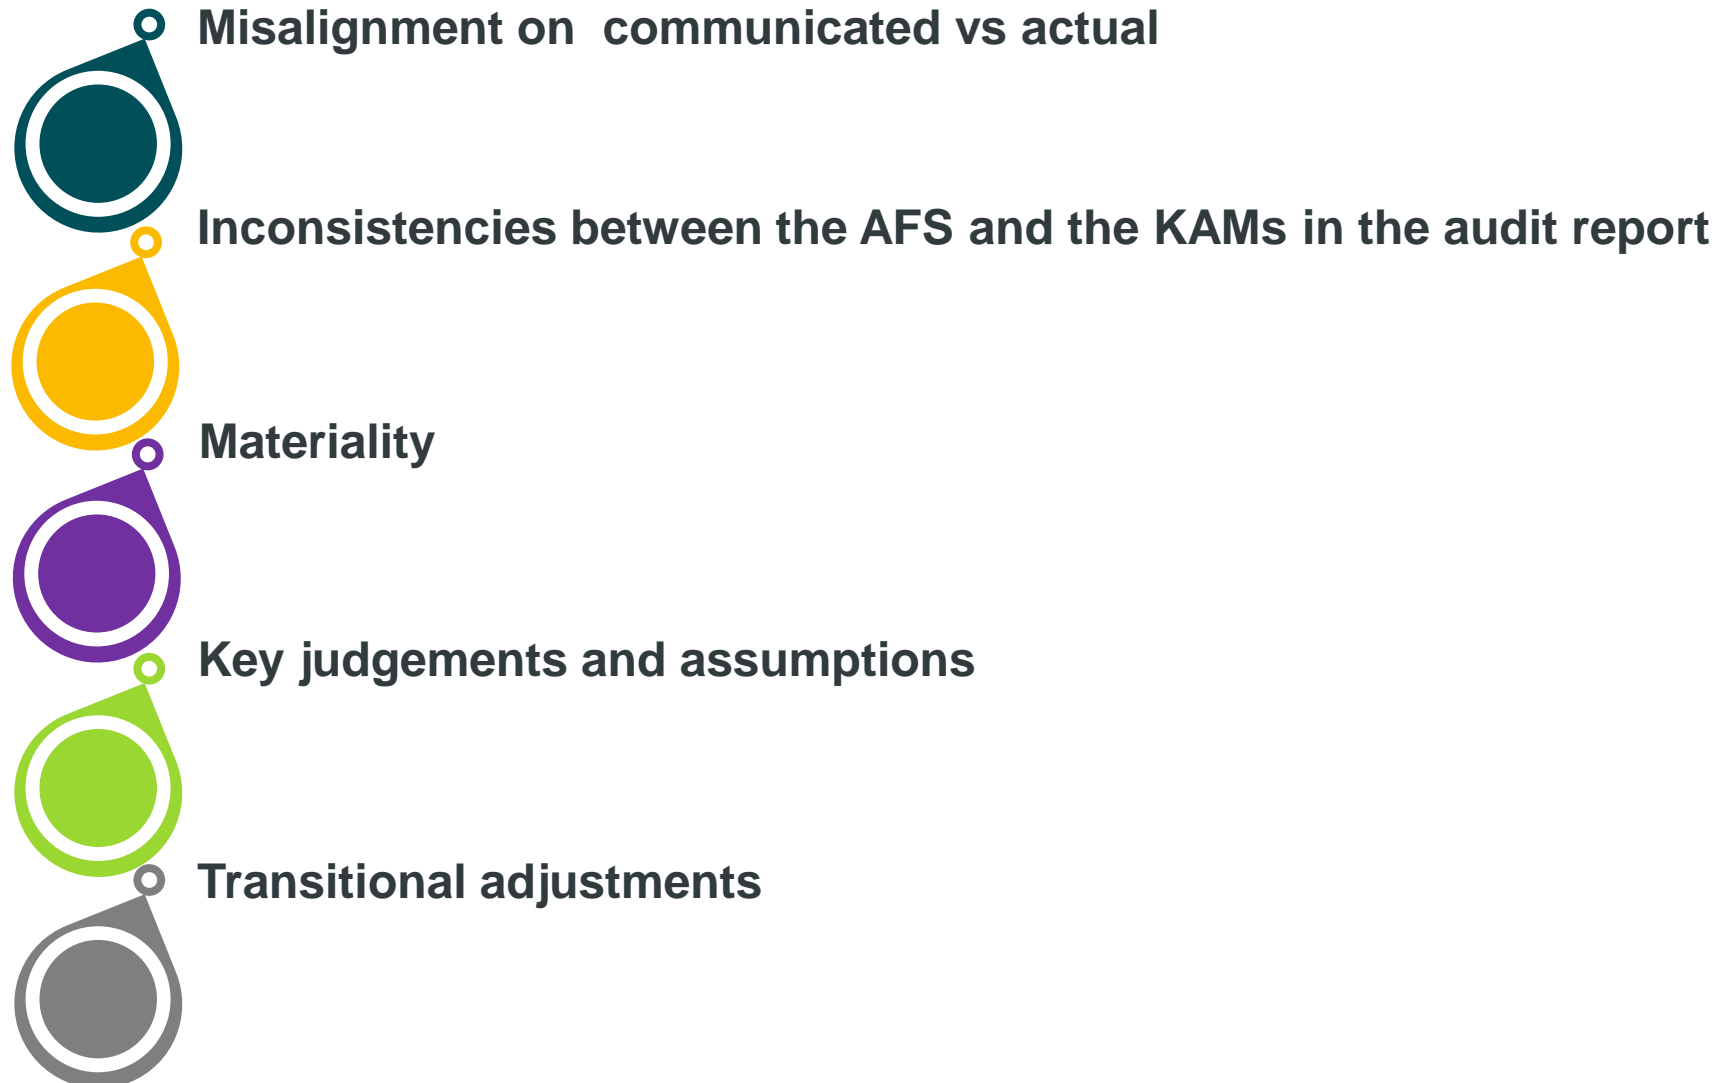 Misalignment on  communicated vs actual
Inconsistencies between the AFS and the KAMs in the audit report
Materiality
Key judgements and assumptions
Transitional adjustments